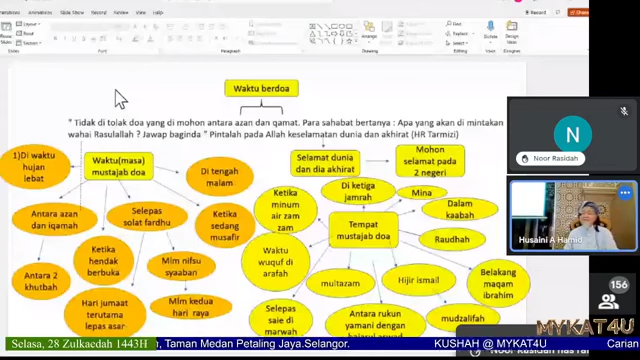 Waktu berdoa
" Tidak di tolak doa yang di mohon antara azan dan qamat. Para sahabat bertanya : Apa yang akan di mintakan
wahai Rasulallah ? Jawap baginda " Pintalah pada Allah keselamatan dunia dan akhirat (HR Tarmizi)
1)Di waktu
hujan
lebat
Waktu(masa)
mustajab doa
Di tengah
malam
Antara azan
dan iqamah
Selepas
solat fardhu
Ketika
sedang
musafir
Ketika
hendak
berbuka
Mlm nifsu
syaaban
Antara 2
khutbah
Hari jumaat
terutama
lepas asar
Mlm kedua
hari raya
Selamat dunia
dan dia akhirat
Mohon
selamat pada
2 negeri
Di ketiga
jamrah
Mina
Ketika
minum
air zam
zam
Dalam
kaabah
Tempat
mustajab doa
Raudhah
Waktu
wuquf di
arafah
multazam
Hijir ismail
Belakang
maqam
ibrahim
Selepas
saie di
marwah
Antara rukun
yamani dengan
mudzalifah
N
Noor Rasidah
Husaini A Hamid
156
MYKAT4U
Selasa, 28 Zulkaedah 1443H
, Taman Medan Petaling Jaya.Selangor.
KUSHAH @ MYKAT4U
Carian